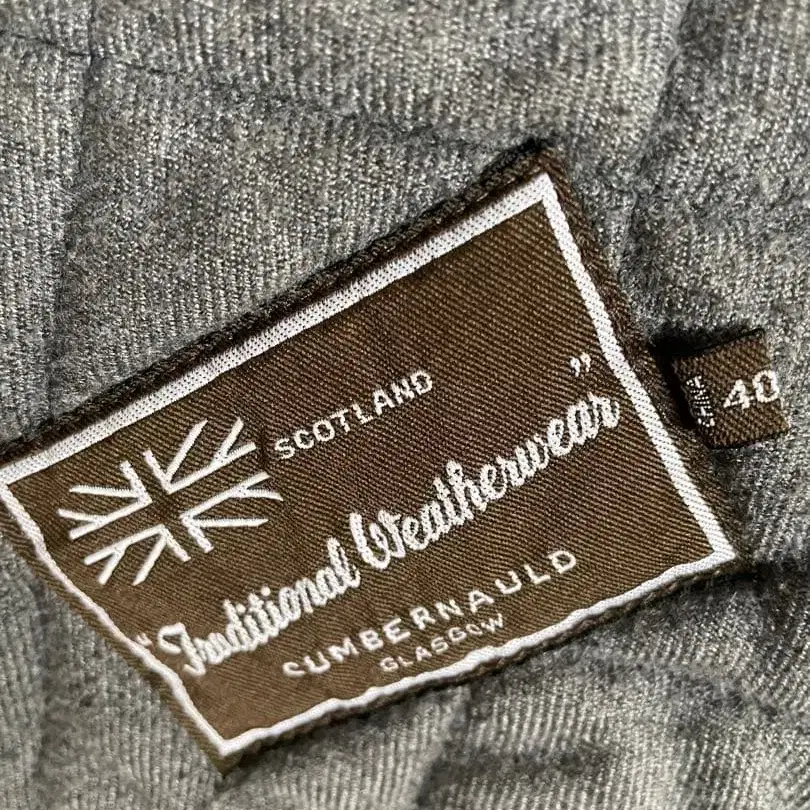 SCOTLAND
"Traditional Weatherwear"
CUMBERNAULD
GLASGOW
CHINA
40